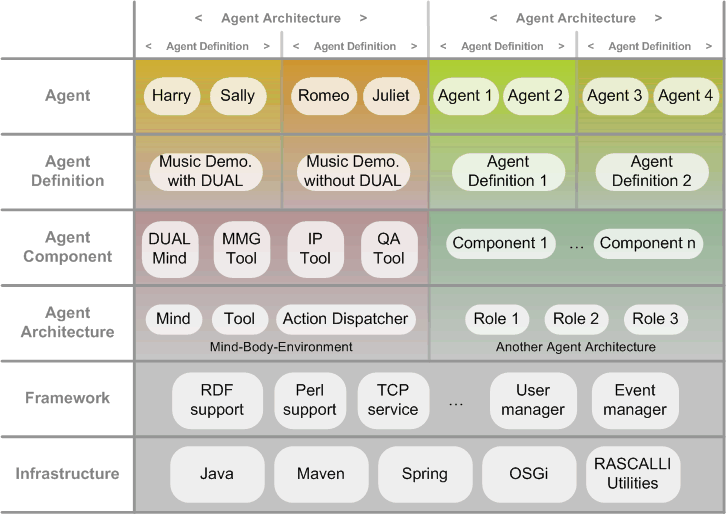 < Agent Architecture > < Agent Architecture >
< Agent Definition > < Agent Definition > < Agent Definition > < Agent Definition >
Agent Harry Sally Romeo Juliet Agent 1 Agent 2 Agent 3 Agent 4
Agent
Definition
Music Demo.
with DUAL
Music Demo.
without DUAL
Agent
Definition 1
Agent
Definition 2
Agent
Component
DUAL
Mind
MMG
Tool
IP
Tool
QA
Tool
Component 1 ... Component n
Agent
Architecture
Mind Tool Action Dispatcher Role 1 Role 2 Role 3
Mind-Body-Environment Another Agent Architecture
Framework
RDF
support
Perl
support
TCP
service
...
User
manager
Event
manager
Infrastructure Java Maven Spring OSGi
RASCALLI
Utilities